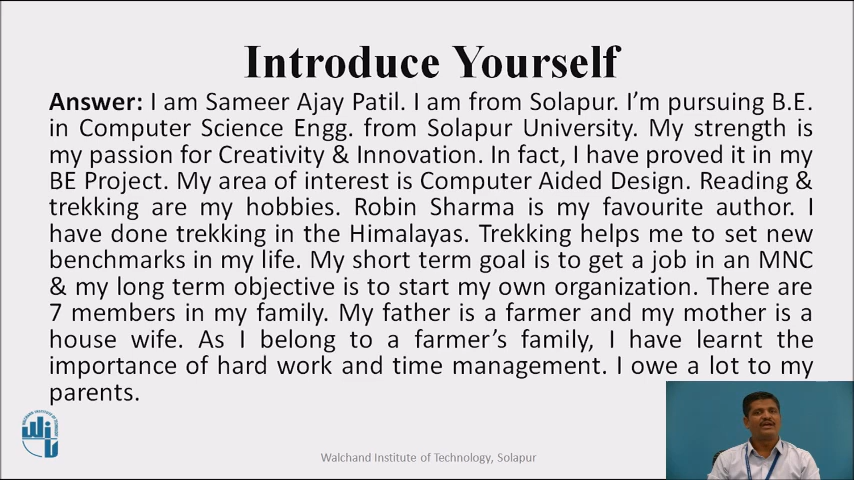 Introduce Yourself
Answer: I am Sameer Ajay Patil. I am from Solapur. I’m pursuing B.E.
in Computer Science Engg. from Solapur University. My strength is
my passion for Creativity & Innovation. In fact, I have proved it in my
BE Project. My area of interest is Computer Aided Design. Reading &
trekking are my hobbies. Robin Sharma is my favourite author. I
have done trekking in the Himalayas. Trekking helps me to set new
benchmarks in my life. My short term goal is to get a job in an MNC
& my long term objective is to start my own organization. There are
7 members in my family. My father is a farmer and my mother is a
house wife. As I belong to a farmer’s family, I have learnt the
importance of hard work and time management. I owe a lot to my
parents.
Walchand Institute of Technology, Solapur